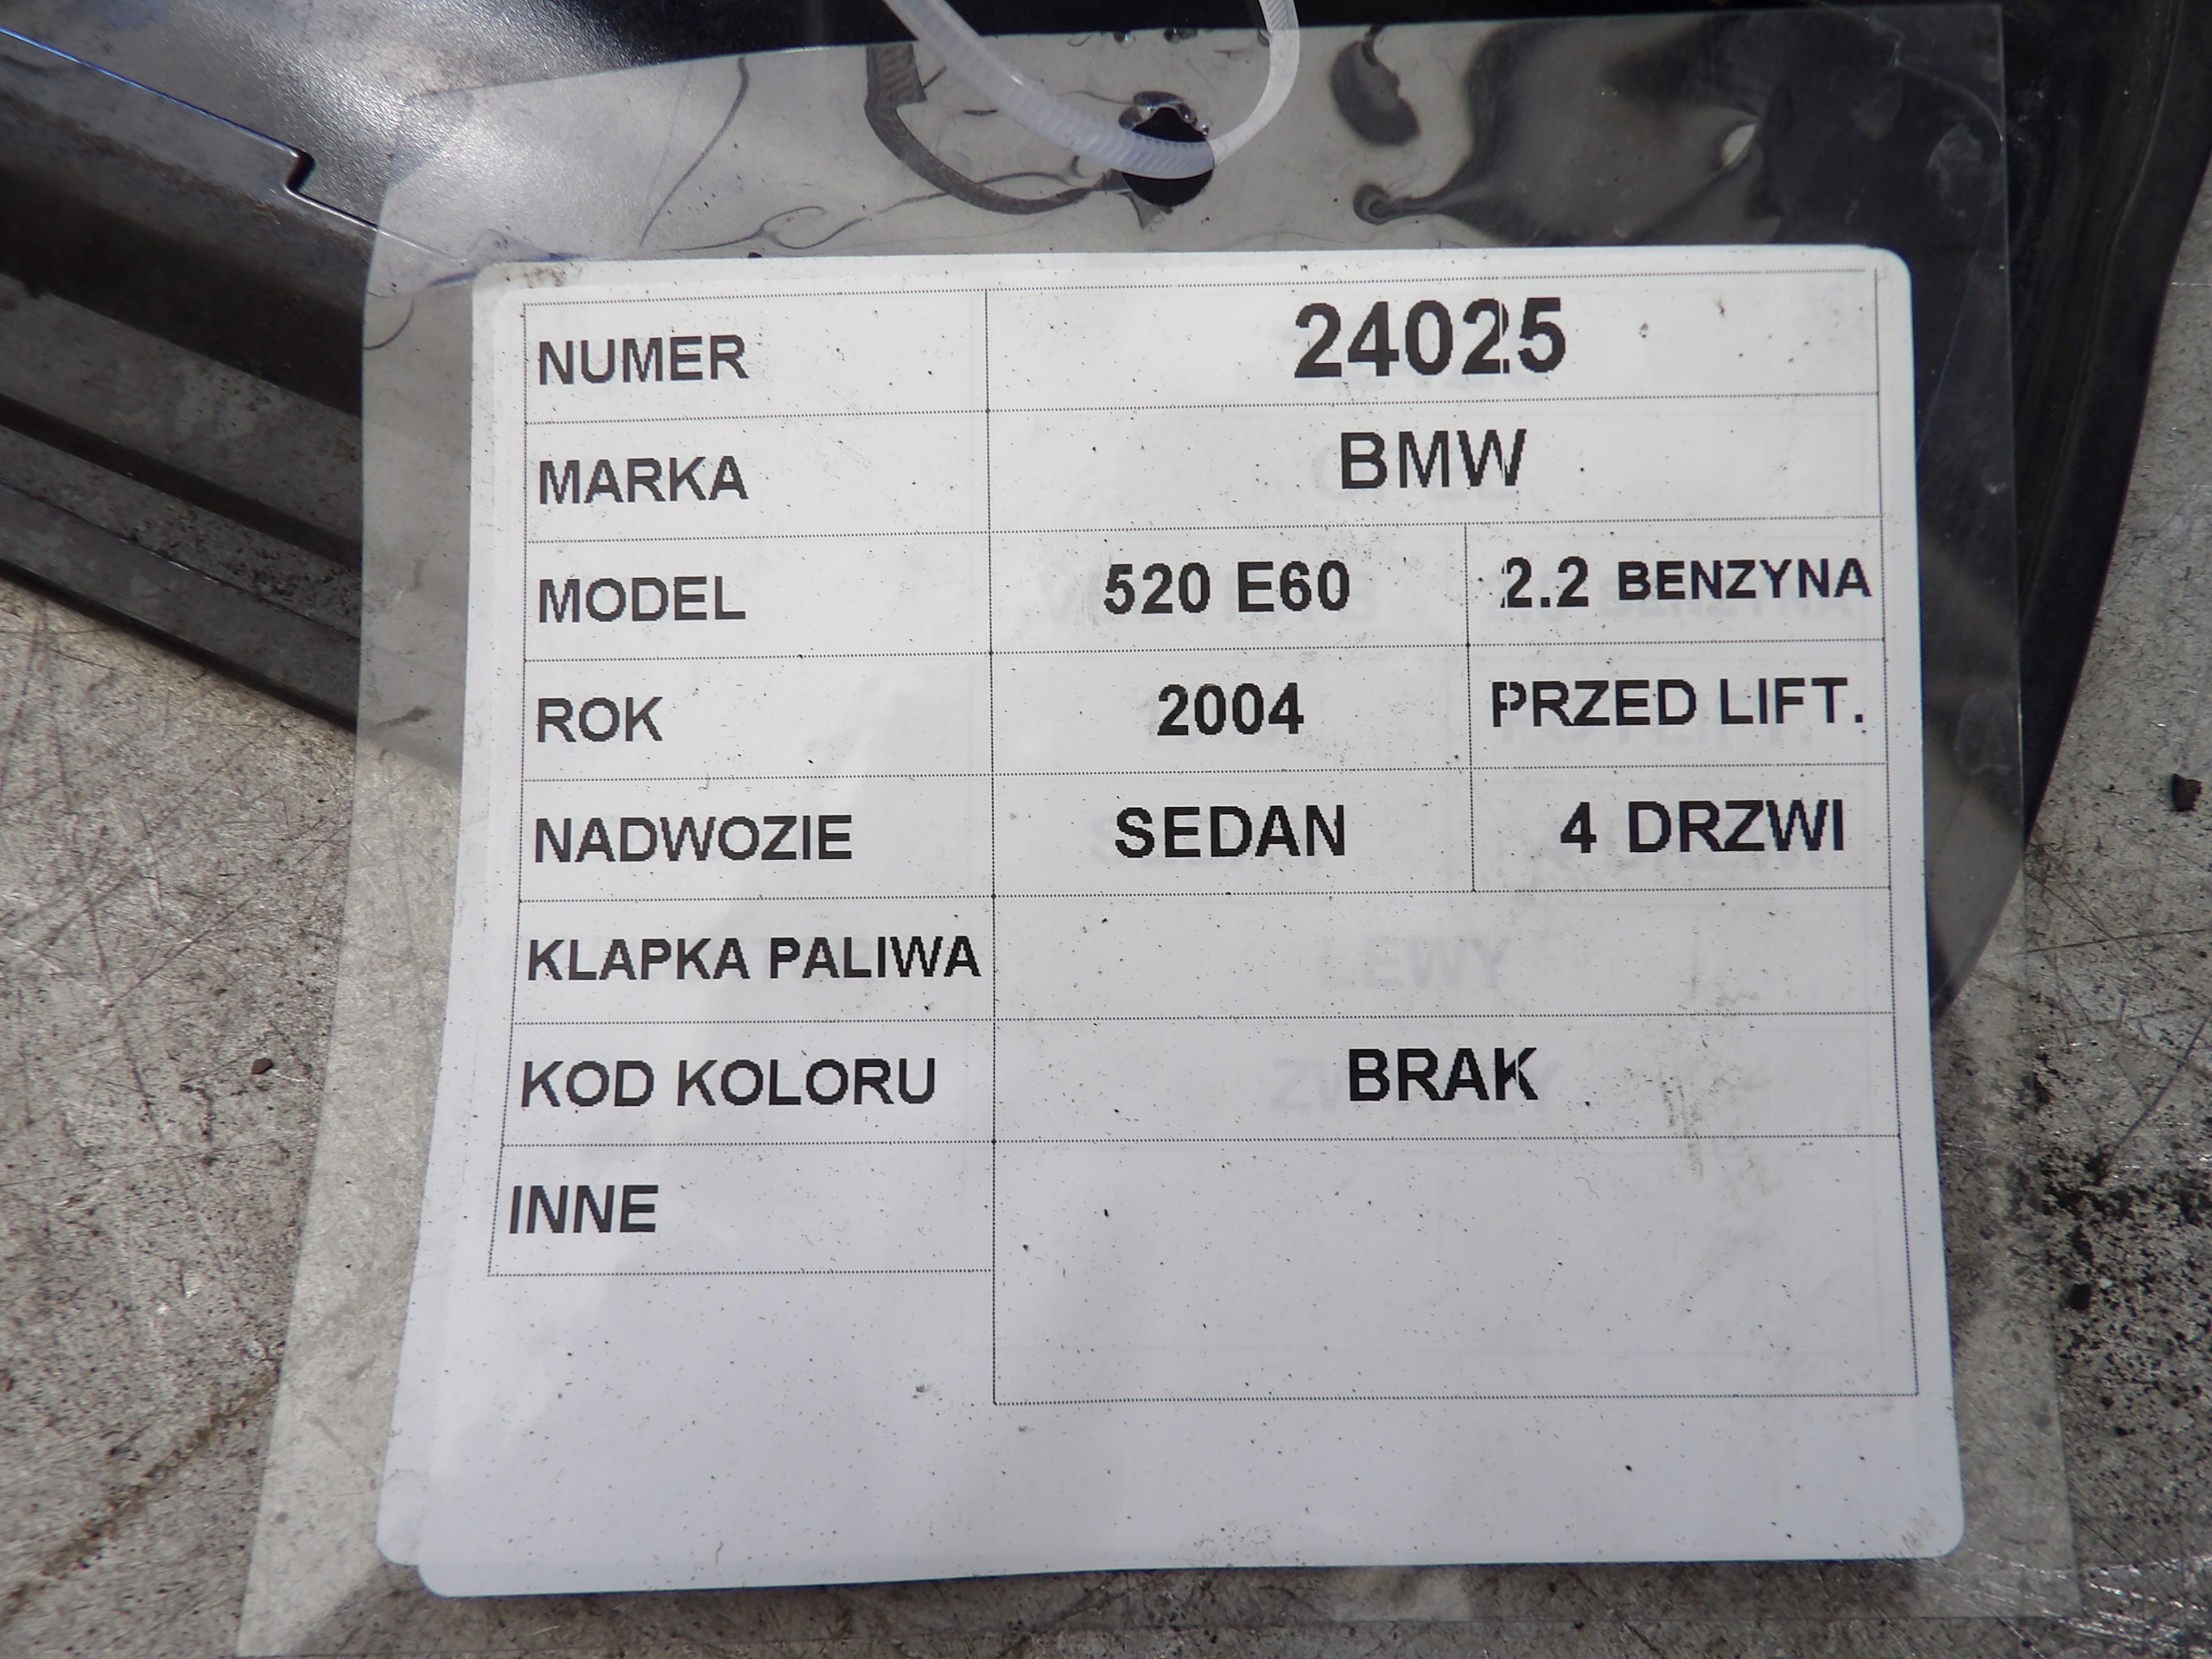 NUMER 24025
MARKA BMW
MODEL 520 E60 2.2 BENZYNA
ROK 2004 PRZED LIFT.
NADWOZIE SEDAN 4 DRZWI
KLAPKA PALIWA
KOD KOLORU BRAK
INNE